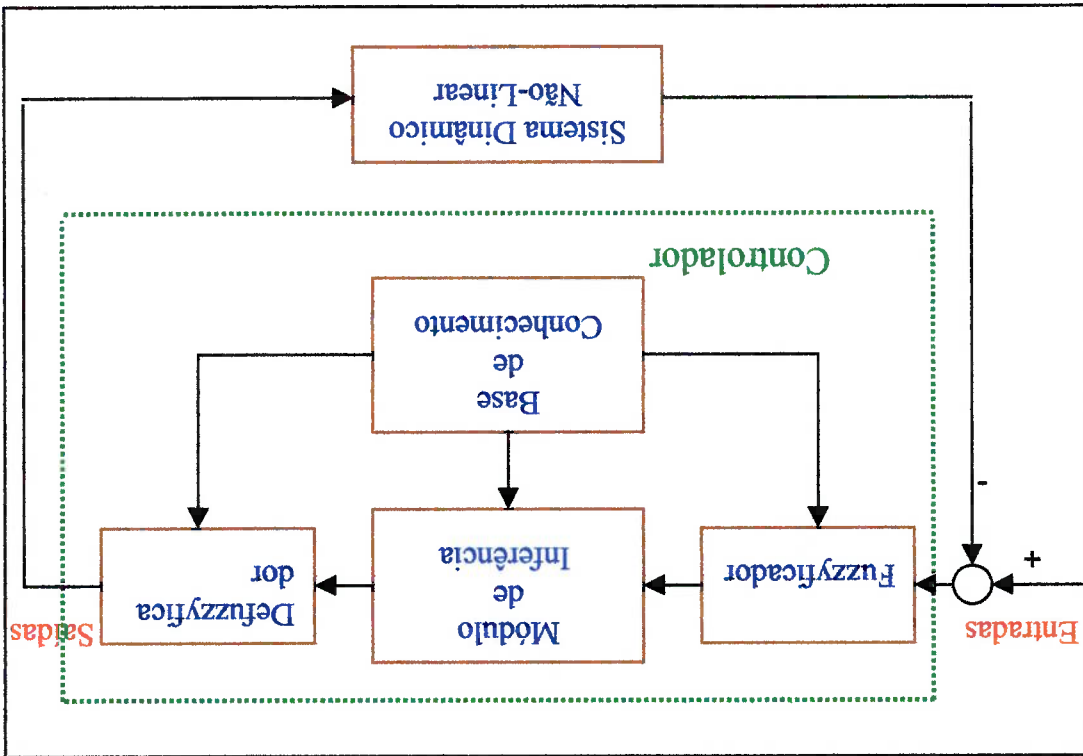 Entradas
+
-
Fuzzyficador
Módulo
de
Inferência
Defuzzyfica
dor
Saídas
Base
de
Conhecimento
Controlador
Sistema Dinâmico
Não-Linear